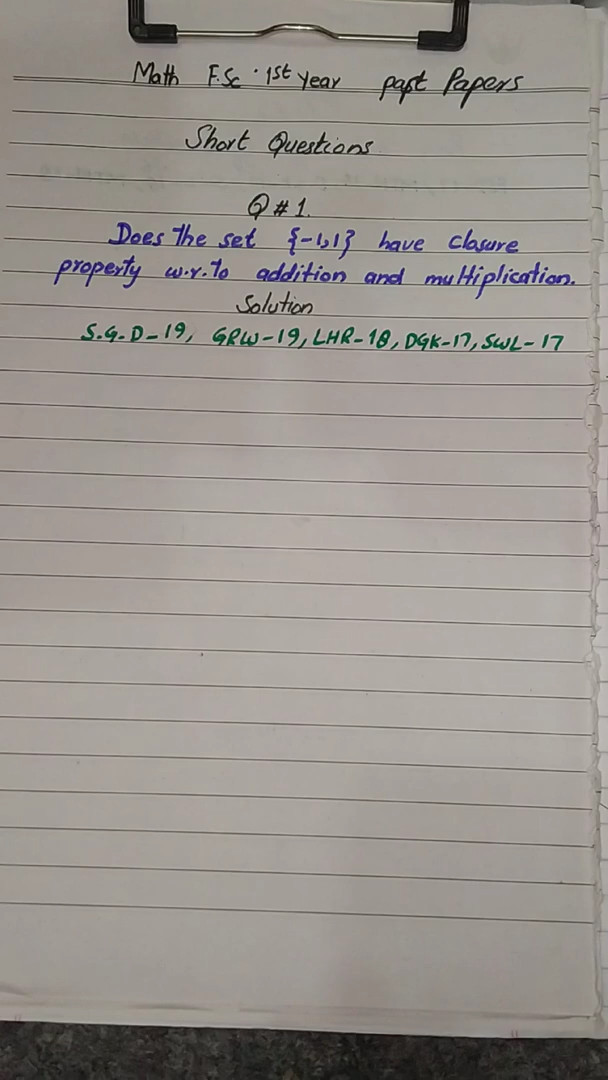 Math F.Sc . 1st year past Papers
Short Questions
Q # 1.
Does the set {-1,1} have closure
property w.r.to addition and multiplication.
Solution
S.G.D-19, GRW-19, LHR-18, DGK-17, SWL-17